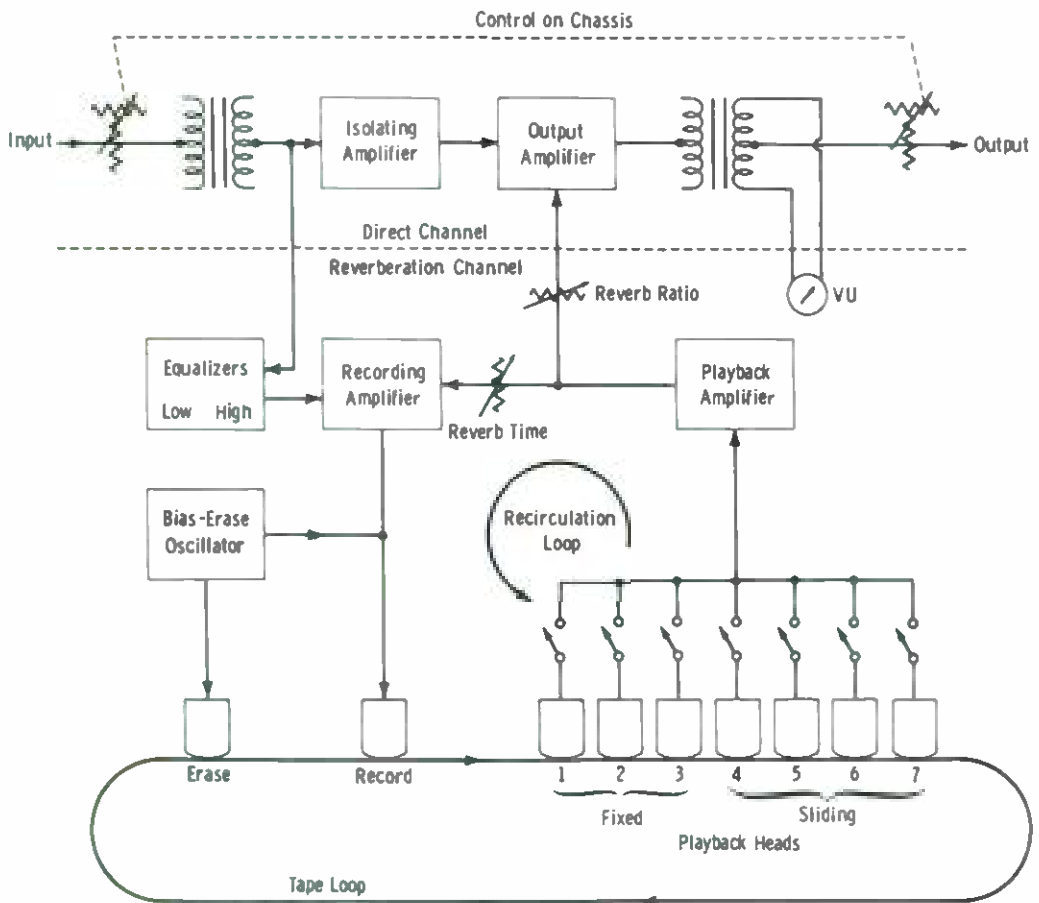 Control on Chassis
Input
Isolating
Amplifier
Output
Amplifier
Output
Direct Channel
Reverberation Channel
Reverb Ratio
VU
Equalizers
Low High
Recording
Amplifier
Reverb Time
Playback
Amplifier
Bias-Erase
Oscillator
Recirculation
Loop
Erase
Record
1 2 3 4 5 6 7
Fixed
Sliding
Playback Heads
Tape Loop